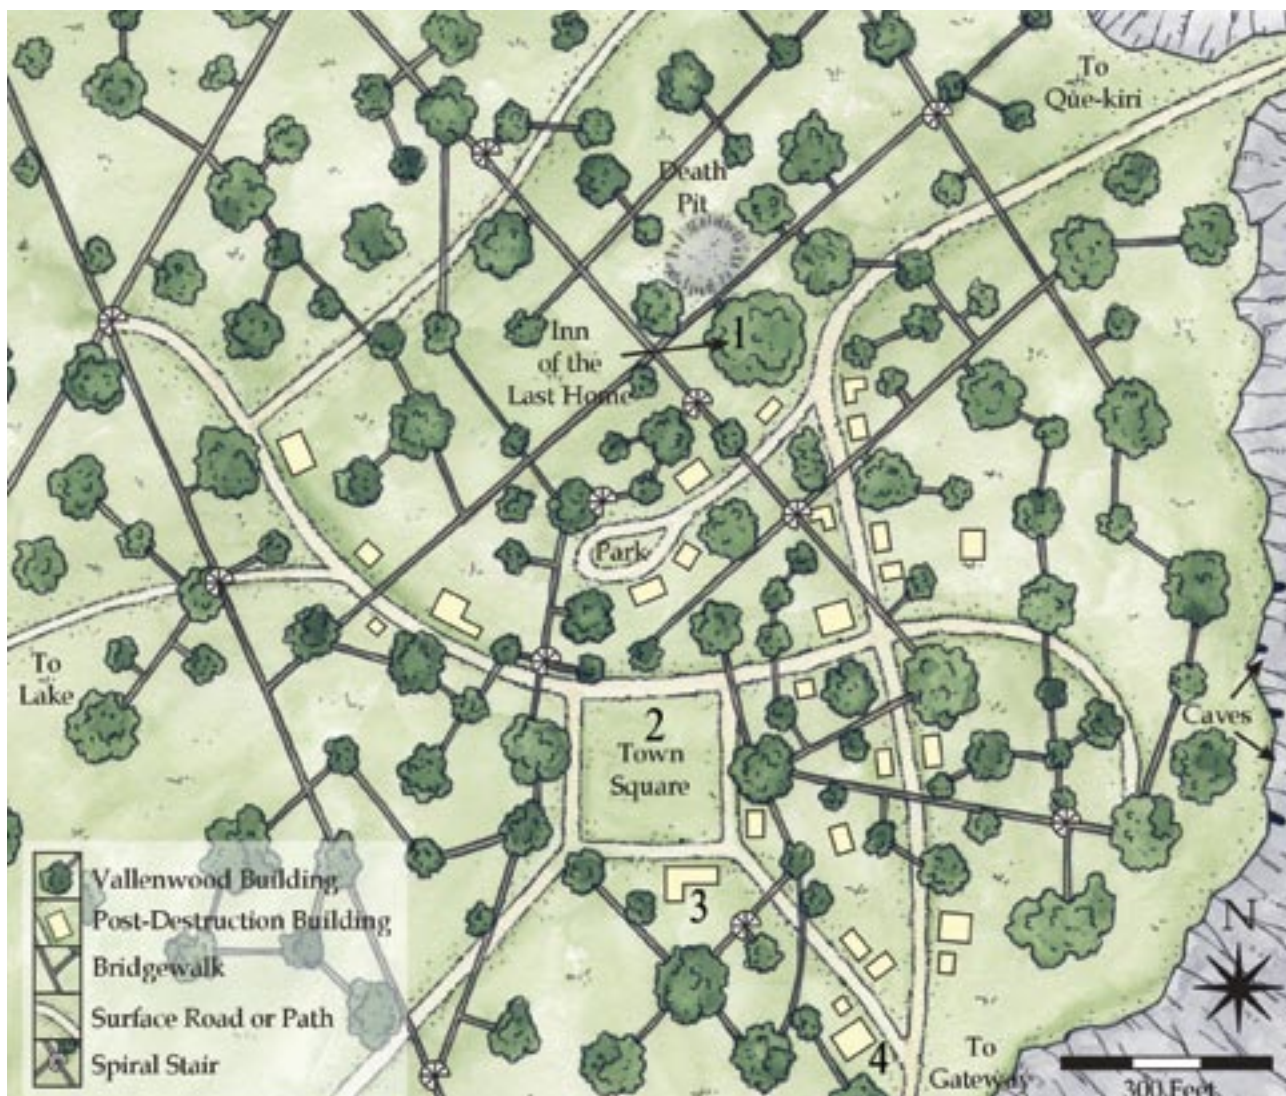 To
Que-kiri
Death
Pit
1
Inn
of the
Last Home
Park
To
Lake
2
Town
Square
Caves
Vallenwood Building
Post-Destruction Building
Bridgewalk
Surface Road or Path
Spiral Stair
3
N
4
To
Gateway
300 Feet